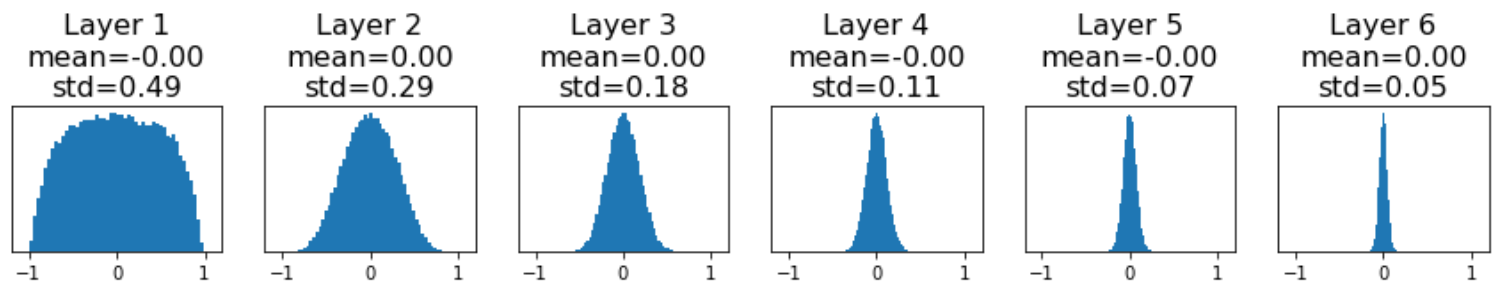 Layer 1
mean=-0.00
std=0.49
Layer 2
mean=0.00
std=0.29
Layer 3
mean=0.00
std=0.18
Layer 4
mean=-0.00
std=0.11
Layer 5
mean=-0.00
std=0.07
Layer 6
mean=0.00
std=0.05
−1 0 1
−1 0 1
−1 0 1
−1 0 1
−1 0 1
−1 0 1